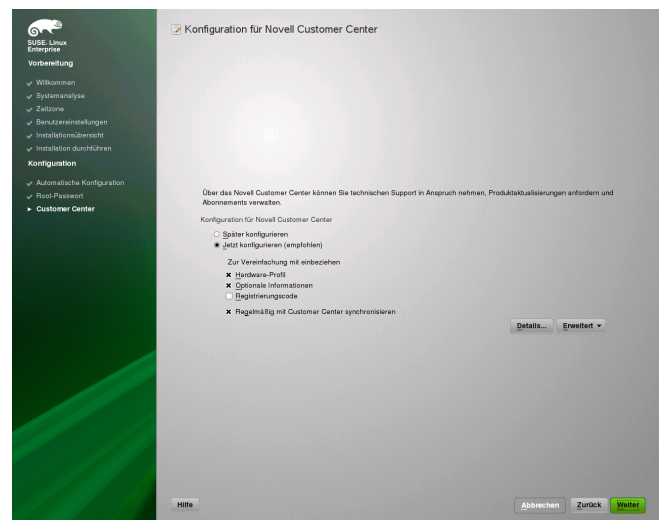 SUSE. Linux
Enterprise
Vorbereitung
Willkommen
Systemanalyse
Zeitzone
Benutzereinstellungen
Installationsübersicht
Installation durchführen
Konfiguration
Automatische Konfiguration
Root-Passwort
Customer Center
Konfiguration für Novell Customer Center
Über das Novell Customer Center können Sie technischen Support in Anspruch nehmen, Produktaktualisierungen anfordern und
Abonnements verwalten.
Konfiguration für Novell Customer Center
Später konfigurieren
Jetzt konfigurieren (empfohlen)
Zur Vereinfachung mit einbeziehen
Hardware-Profil
Optionale Informationen
Registrierungscode
Regelmäßig mit Customer Center synchronisieren
Details... Erweitert
Hilfe Abbrechen Zurück Weiter